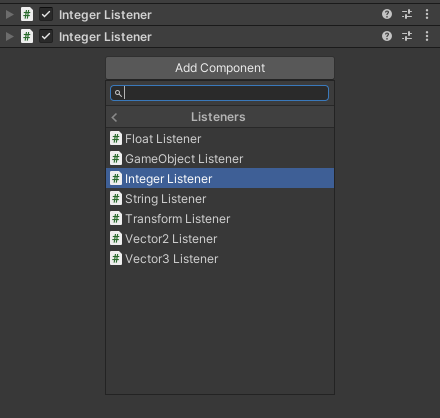 Integer Listener
Integer Listener
Add Component
Listeners
Float Listener
GameObject Listener
Integer Listener
String Listener
Transform Listener
Vector2 Listener
Vector3 Listener